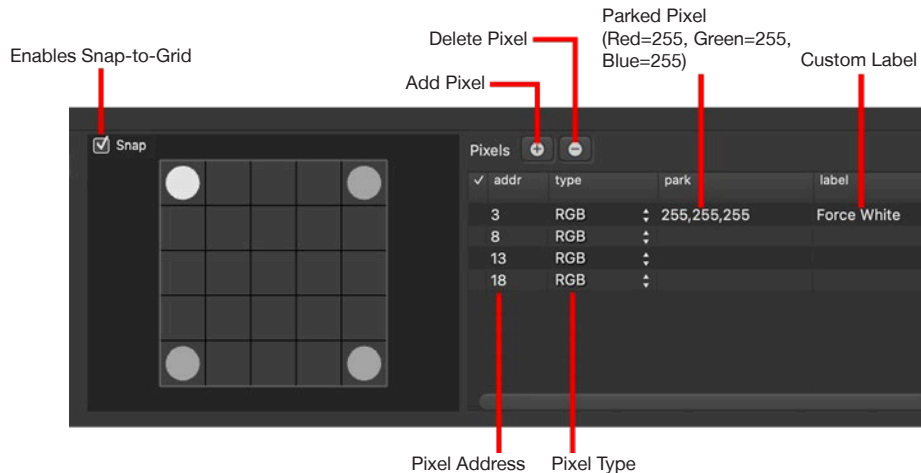 Parked Pixel
(Red=255, Green=255,
Blue=255)
Delete Pixel
Enables Snap-to-Grid
Custom Label
Add Pixel
Snap
Pixels
addr type park label
3 RGB 255,255,255 Force White
8 RGB
13 RGB
18 RGB
Pixel Address Pixel Type